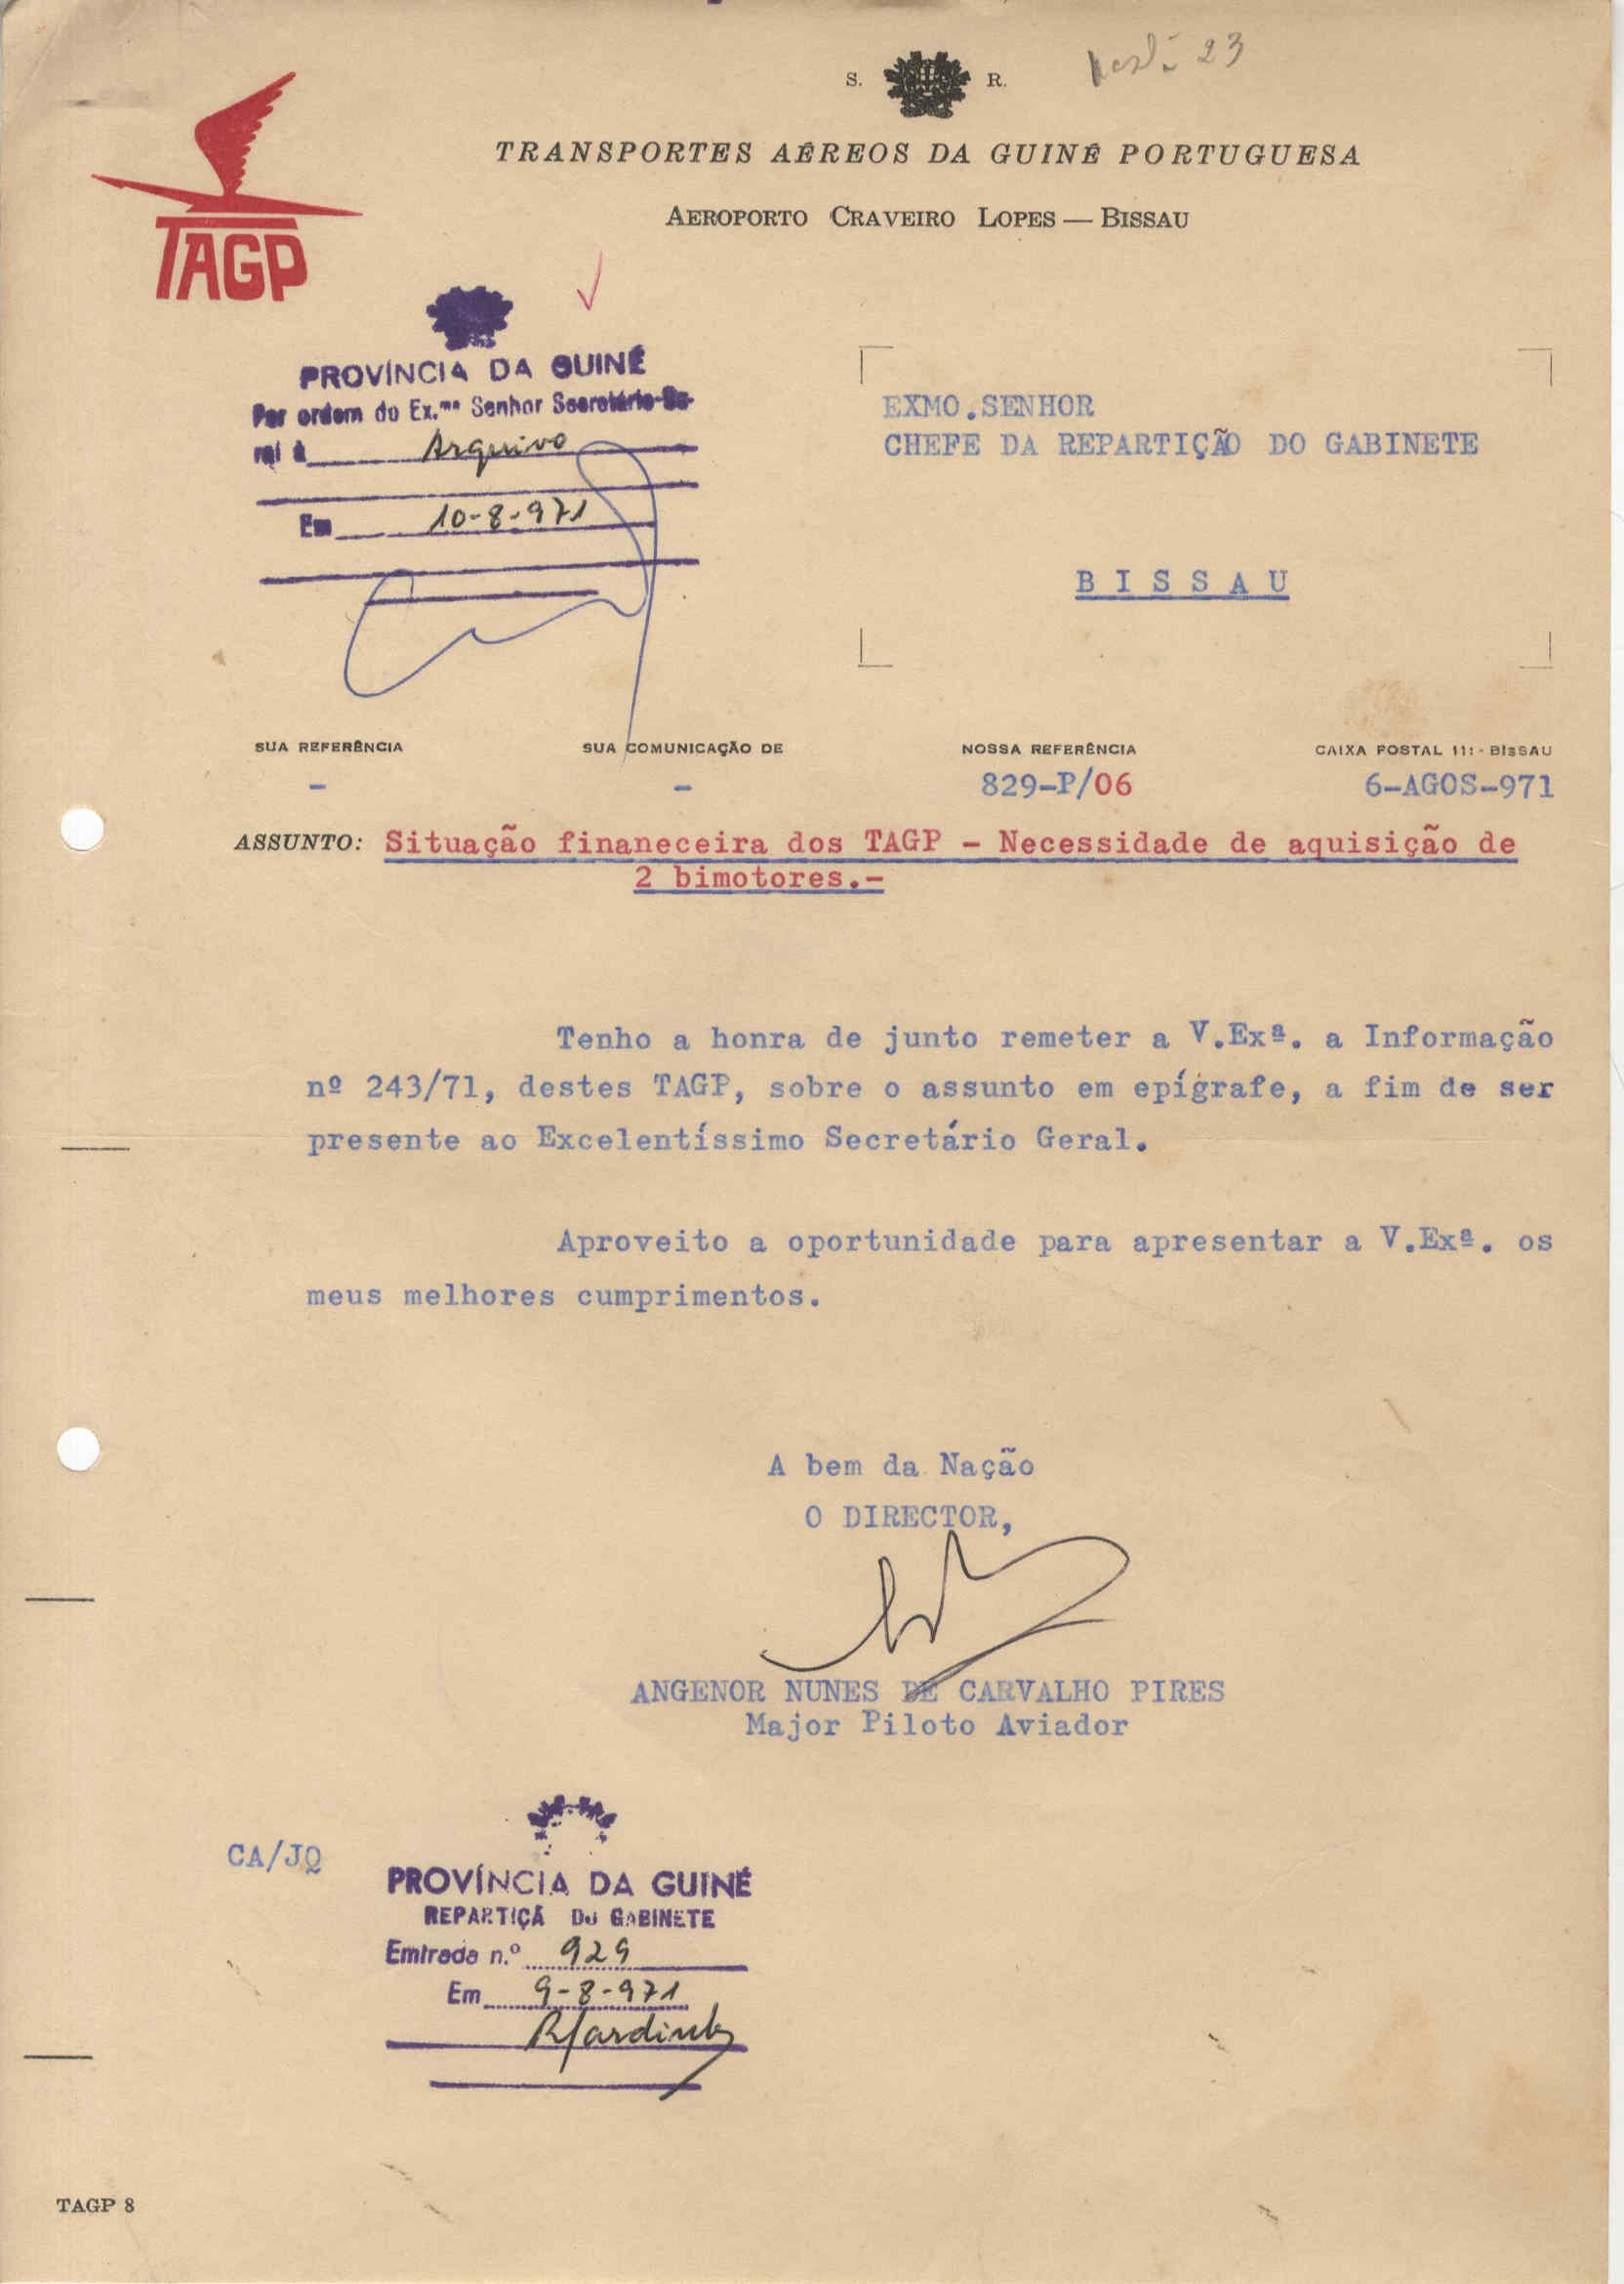 S. R.
TRANSPORTES AÉREOS DA GUINÉ PORTUGUESA
AEROPORTO CRAVEIRO LOPES — BISSAU
TAGP
PROVÍNCIA DA GUINÉ
Por ordem do Ex.mo Senhor Secretário-Ge-
ral à Arquivo
Em 10-8-971
EXMO.SENHOR
CHEFE DA REPARTIÇÃO DO GABINETE
BISSAU
SUA REFERÊNCIA SUA COMUNICAÇÃO DE NOSSA REFERÊNCIA CAIXA POSTAL 111 - BISSAU
- - 829-P/06 6-AGOS-971
ASSUNTO: Situação finaneceira dos TAGP - Necessidade de aquisição de
2 bimotores.-
Tenho a honra de junto remeter a V.Exª. a Informação
nº 243/71, destes TAGP, sobre o assunto em epígrafe, a fim de ser
presente ao Excelentíssimo Secretário Geral.
Aproveito a oportunidade para apresentar a V.Exª. os
meus melhores cumprimentos.
A bem da Nação
O DIRECTOR,
ANGENOR NUNES DE CARVALHO PIRES
Major Piloto Aviador
CA/JQ
PROVÍNCIA DA GUINÉ
REPARTIÇÃ DO GABINETE
Entrada n.º 929
Em 9-8-971
TAGP 8